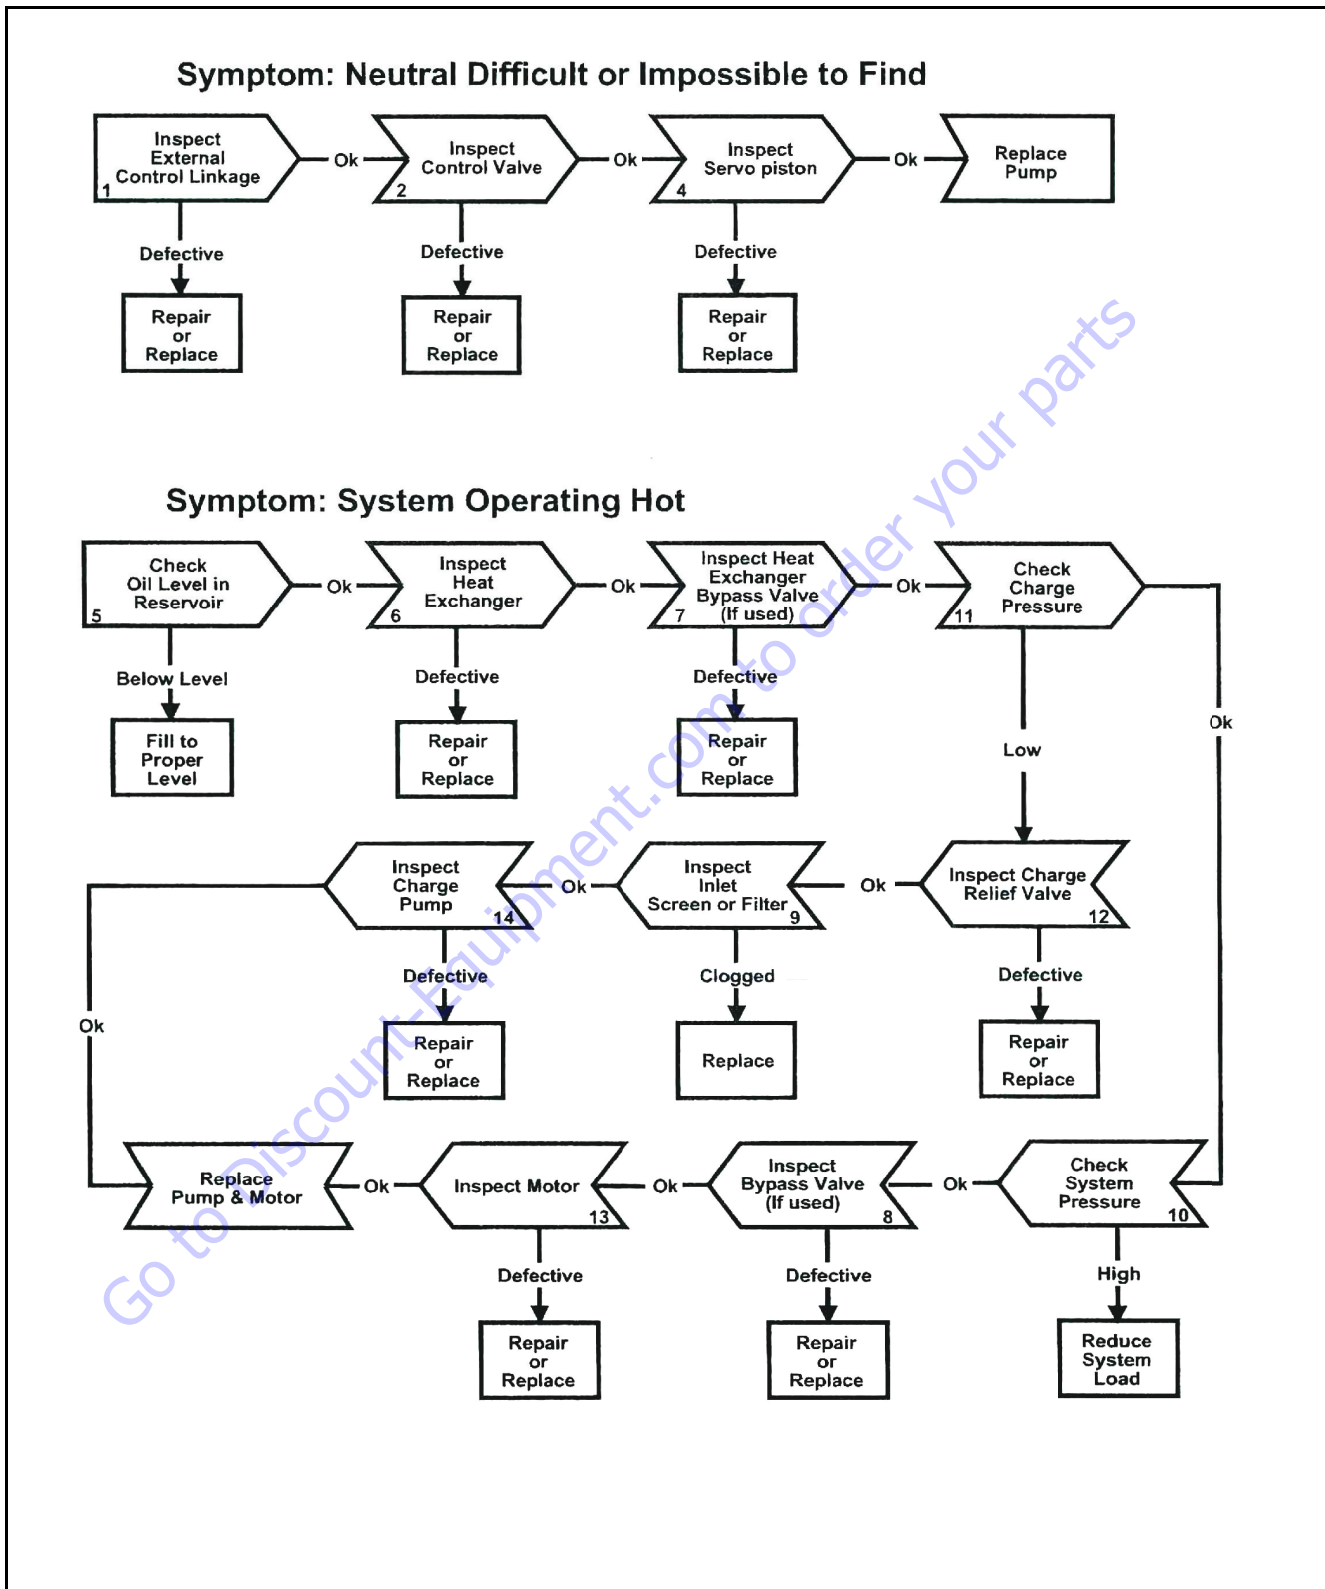 Symptom: Neutral Difficult or Impossible to Find
Inspect
External
Control Linkage
1
Ok
Inspect
Control Valve
2
Ok
Inspect
Servo piston
4
Ok
Replace
Pump
Defective
Defective
Defective
Repair
or
Replace
Repair
or
Replace
Repair
or
Replace
Symptom: System Operating Hot
Check
Oil Level in
Reservoir
5
Ok
Inspect
Heat
Exchanger
6
Ok
Inspect Heat
Exchanger
Bypass Valve
(If used)
7
Ok
Check
Charge
Pressure
11
Ok
Below Level
Defective
Defective
Low
Fill to
Proper
Level
Repair
or
Replace
Repair
or
Replace
Inspect Charge
Relief Valve
12
Ok
Inspect
Inlet
Screen or Filter
9
Ok
Inspect
Charge
Pump
14
Ok
Defective
Clogged
Defective
Repair
or
Replace
Replace
Repair
or
Replace
Check
System
Pressure
10
Ok
Inspect
Bypass Valve
(If used)
8
Ok
Inspect Motor
13
Ok
Replace
Pump & Motor
Defective
Defective
High
Repair
or
Replace
Repair
or
Replace
Reduce
System
Load
Go to Discount-Equipment.com to order your parts